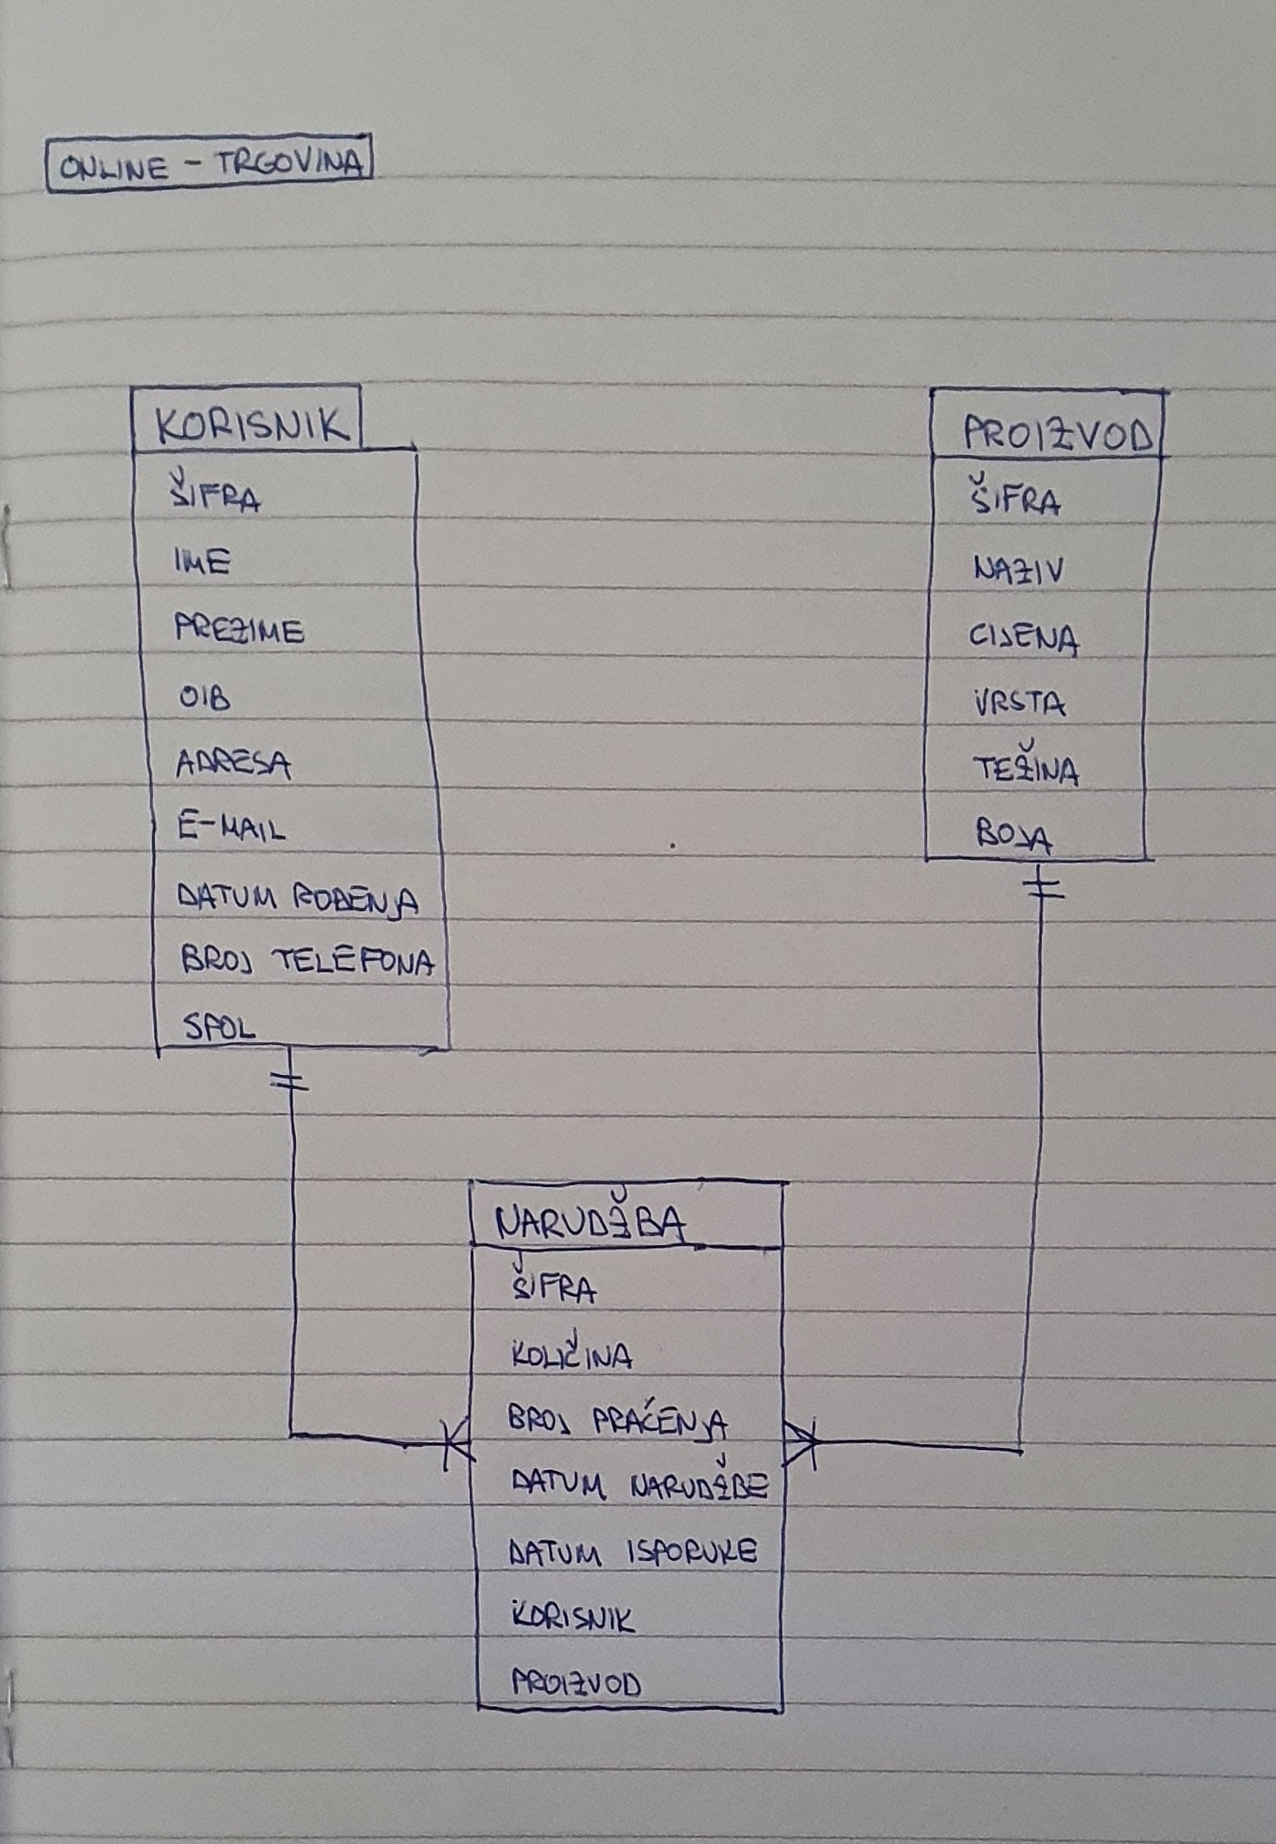 ONLINE - TRGOVINA
KORISNIK
ŠIFRA
IME
PREZIME
OIB
ADRESA
E-MAIL
DATUM ROĐENJA
BROJ TELEFONA
SPOL
PROIZVOD
ŠIFRA
NAZIV
CIJENA
VRSTA
TEŽINA
BOJA
NARUDŽBA
ŠIFRA
KOLIČINA
BROJ PRAĆENJA
DATUM NARUDŽBE
DATUM ISPORUKE
KORISNIK
PROIZVOD